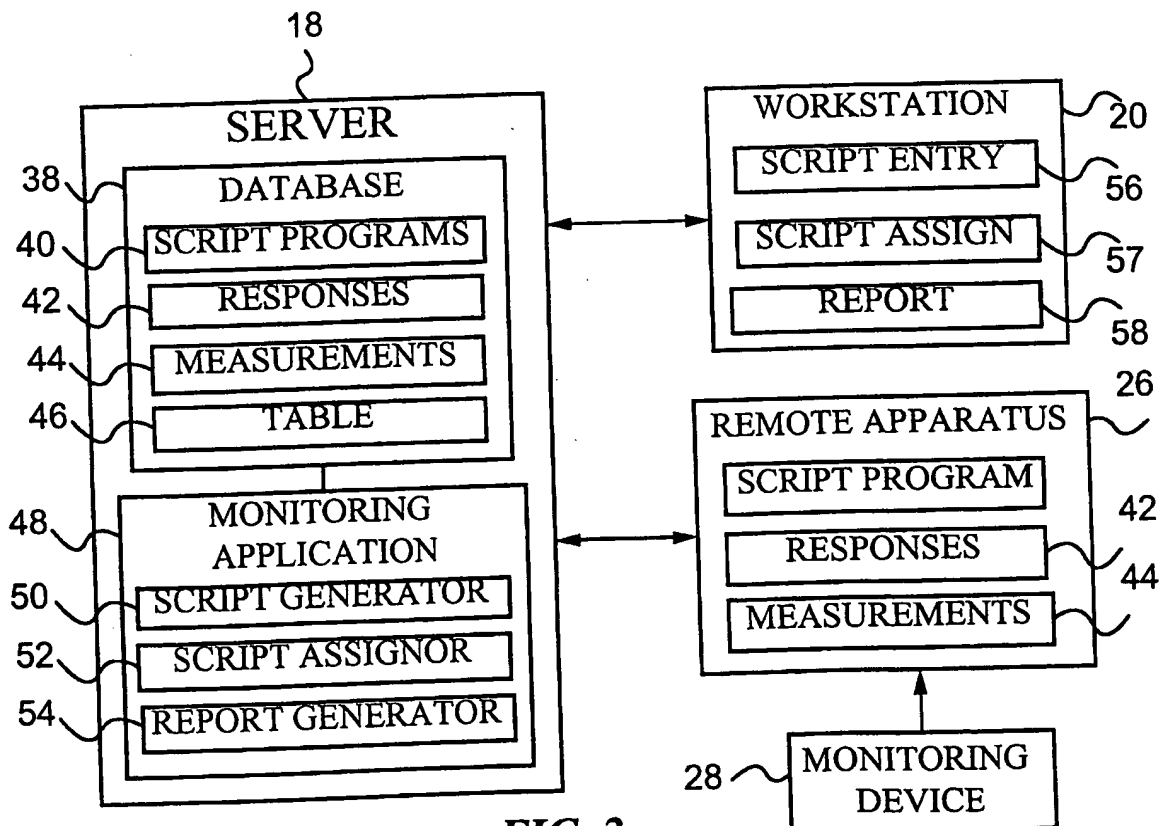 18
SERVER
38
DATABASE
40
SCRIPT PROGRAMS
42
RESPONSES
44
MEASUREMENTS
46
TABLE
48
MONITORING
APPLICATION
50
SCRIPT GENERATOR
52
SCRIPT ASSIGNOR
54
REPORT GENERATOR
WORKSTATION
20
SCRIPT ENTRY
56
SCRIPT ASSIGN
57
REPORT
58
26
REMOTE APPARATUS
SCRIPT PROGRAM
42
RESPONSES
44
MEASUREMENTS
28
MONITORING
DEVICE